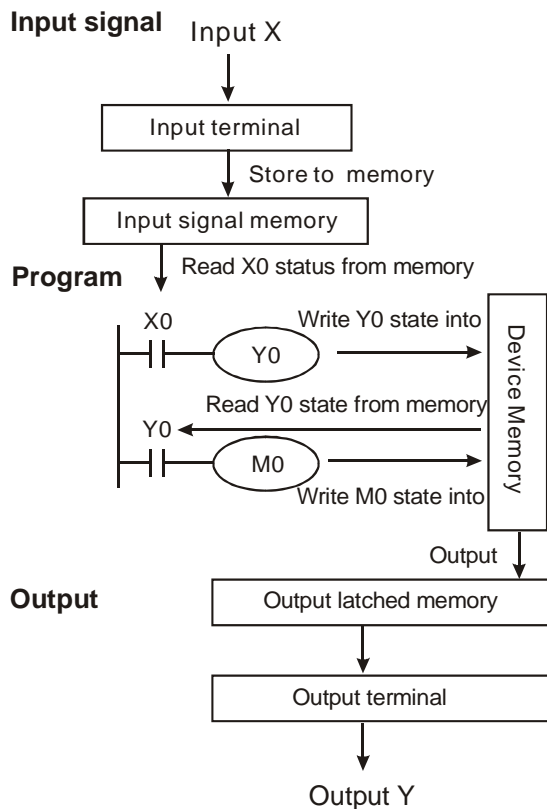 Input signal
Input X
Input terminal
Store to memory
Input signal memory
Read X0 status from memory
Program
X0
Write Y0 state into
Y0
Device Memory
Read Y0 state from memory
Y0
M0
Write M0 state into
Output
Output
Output latched memory
Output terminal
Output Y